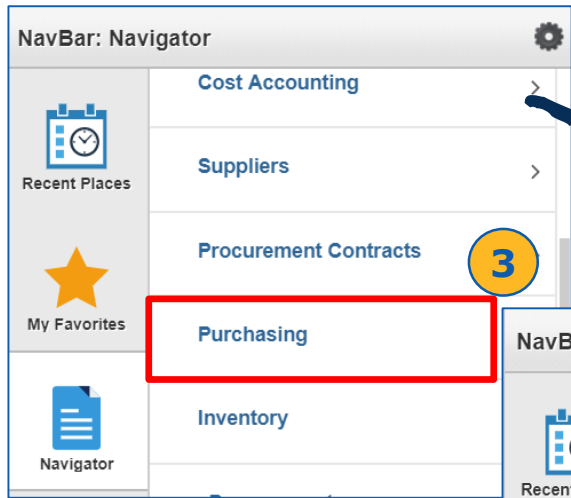 NavBar: Navigator
Cost Accounting
Recent Places
Suppliers
Procurement Contracts
3
My Favorites
Purchasing
NavB
Inventory
Navigator
Recent